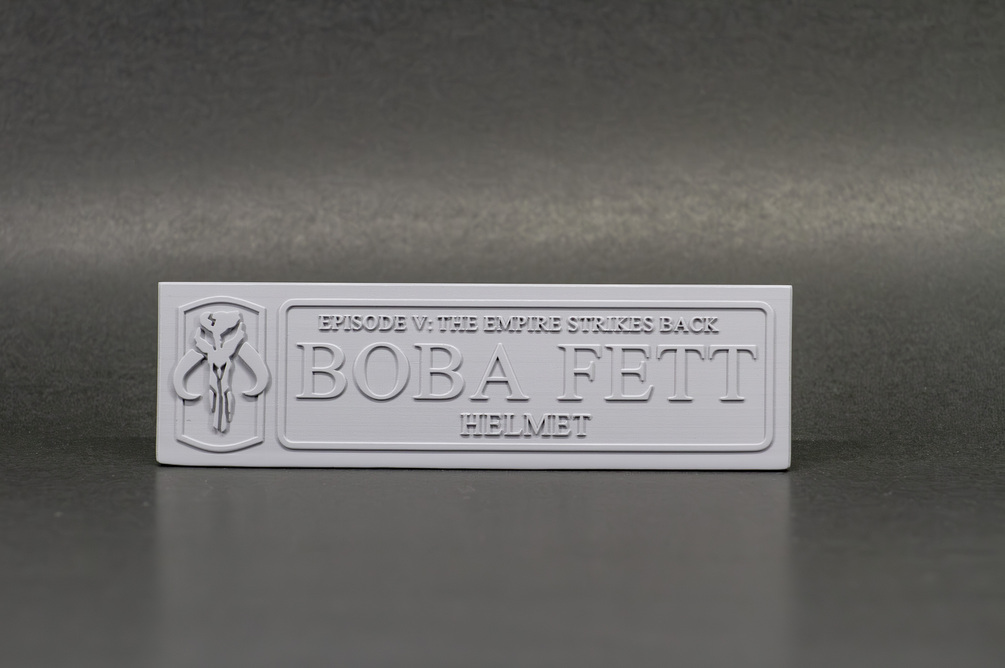 EPISODE V: THE EMPIRE STRIKES BACK
BOBA FETT
HELMET